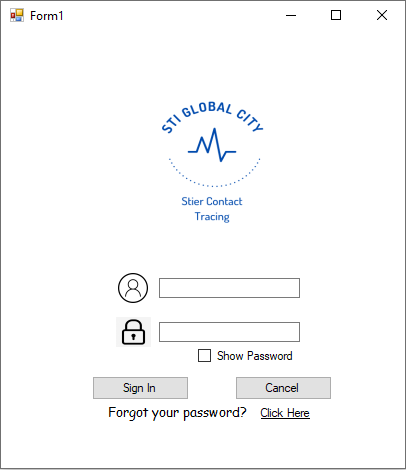 Form1
STI GLOBAL CITY
Stier Contact
Tracing
Show Password
Sign In
Cancel
Forgot your password?
Click Here